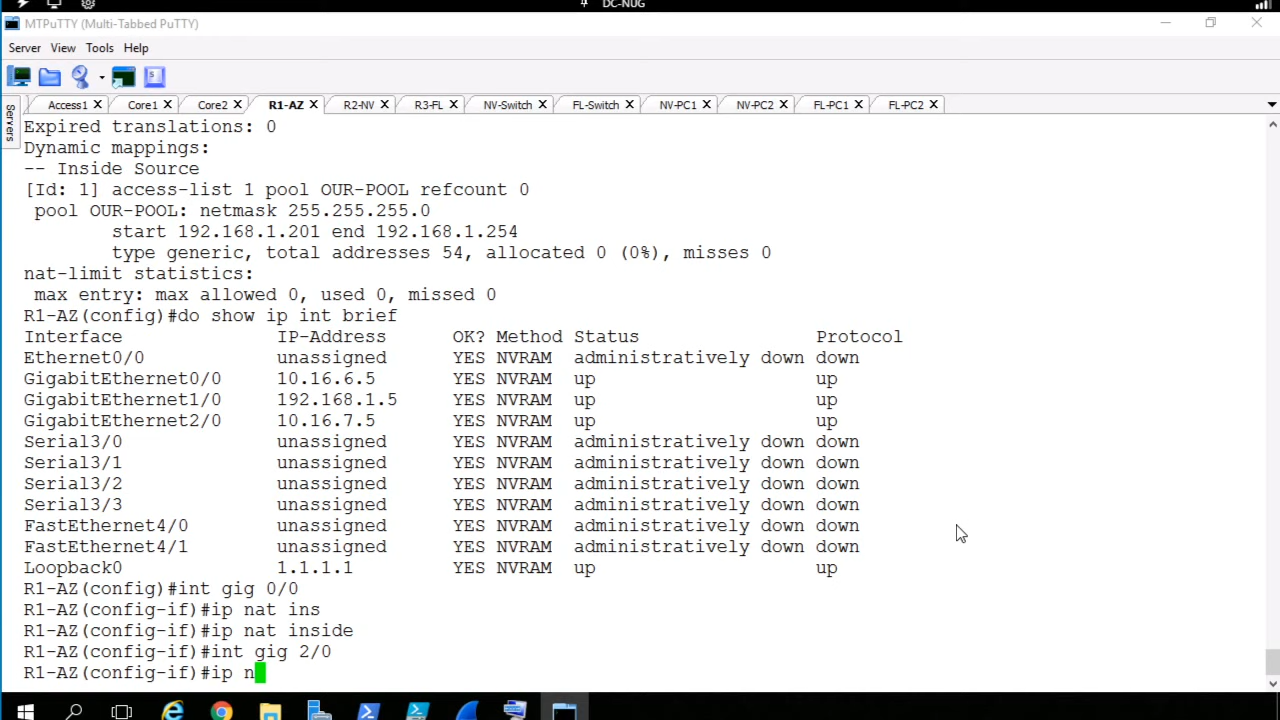 DC-NUG
MTPuTTY (Multi-Tabbed PuTTY)
Server View Tools Help
Access1 Core1 Core2 R1-AZ R2-NV R3-FL NV-Switch FL-Switch NV-PC1 NV-PC2 FL-PC1 FL-PC2
Servers
Expired translations: 0
Dynamic mappings:
-- Inside Source
[Id: 1] access-list 1 pool OUR-POOL refcount 0
 pool OUR-POOL: netmask 255.255.255.0
        start 192.168.1.201 end 192.168.1.254
        type generic, total addresses 54, allocated 0 (0%), misses 0
nat-limit statistics:
 max entry: max allowed 0, used 0, missed 0
R1-AZ(config)#do show ip int brief
Interface              IP-Address      OK? Method Status                Protocol
Ethernet0/0            unassigned      YES NVRAM  administratively down down
GigabitEthernet0/0     10.16.6.5       YES NVRAM  up                    up
GigabitEthernet1/0     192.168.1.5     YES NVRAM  up                    up
GigabitEthernet2/0     10.16.7.5       YES NVRAM  up                    up
Serial3/0              unassigned      YES NVRAM  administratively down down
Serial3/1              unassigned      YES NVRAM  administratively down down
Serial3/2              unassigned      YES NVRAM  administratively down down
Serial3/3              unassigned      YES NVRAM  administratively down down
FastEthernet4/0        unassigned      YES NVRAM  administratively down down
FastEthernet4/1        unassigned      YES NVRAM  administratively down down
Loopback0              1.1.1.1         YES NVRAM  up                    up
R1-AZ(config)#int gig 0/0
R1-AZ(config-if)#ip nat ins
R1-AZ(config-if)#ip nat inside
R1-AZ(config-if)#int gig 2/0
R1-AZ(config-if)#ip n